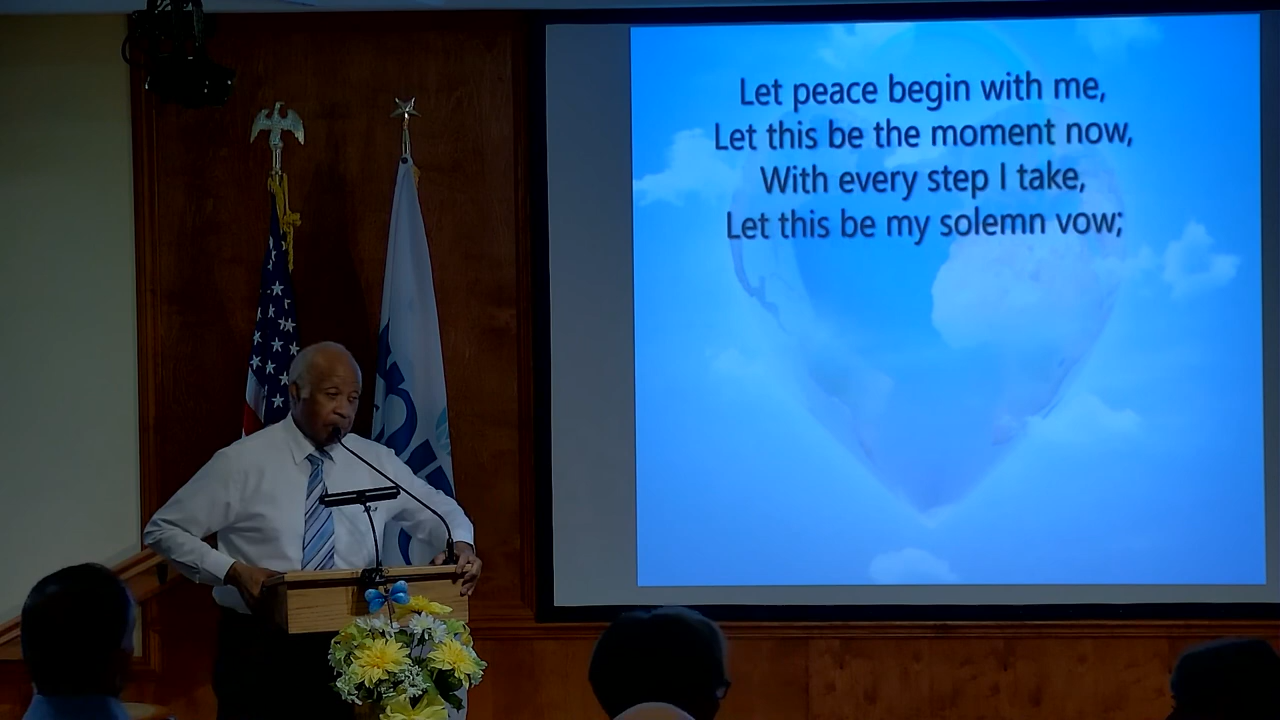 Let peace begin with me,
Let this be the moment now,
With every step I take,
Let this be my solemn vow;